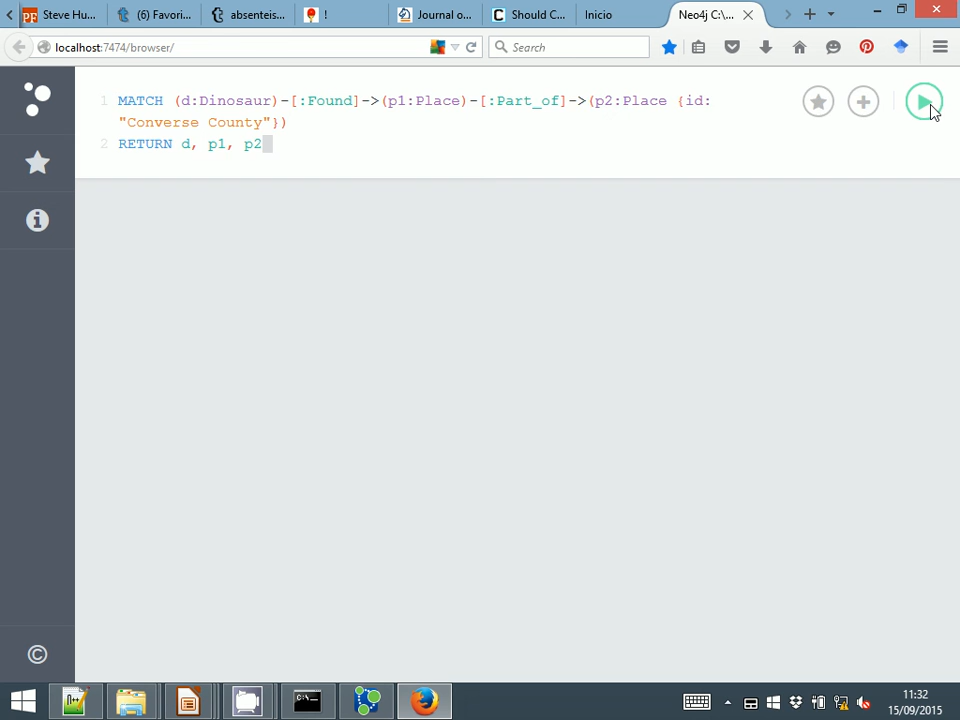 Steve Hu...
(6) Favori...
absenteis...
!
Journal o...
Should C...
Inicio
Neo4j C:\...
localhost:7474/browser/
Search
1 MATCH (d:Dinosaur)-[:Found]->(p1:Place)-[:Part_of]->(p2:Place {id:
"Converse County"})
2 RETURN d, p1, p2
11:32
15/09/2015